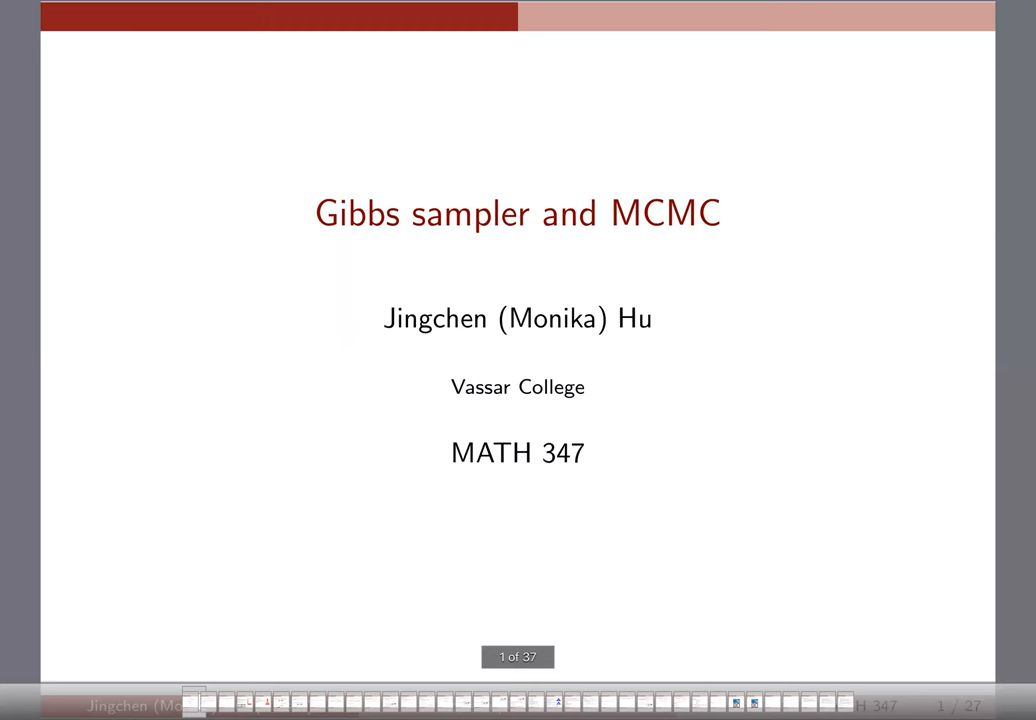 Gibbs sampler and MCMC
Jingchen (Monika) Hu
Vassar College
MATH 347
1 of 37
Jingchen (Mo
H 347
1 / 27